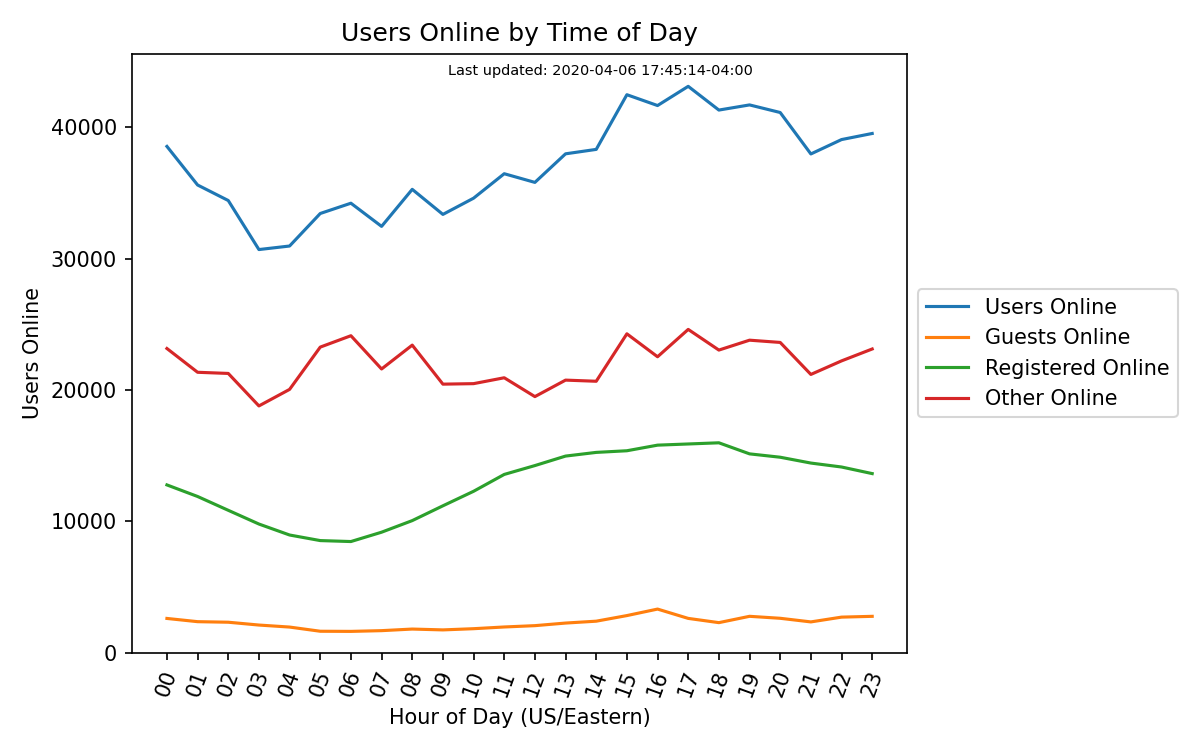 Users Online by Time of Day
Last updated: 2020-04-06 17:45:14-04:00
Users Online
40000
30000
20000
10000
0
00 01 02 03 04 05 06 07 08 09 10 11 12 13 14 15 16 17 18 19 20 21 22 23
Hour of Day (US/Eastern)
Users Online
Guests Online
Registered Online
Other Online